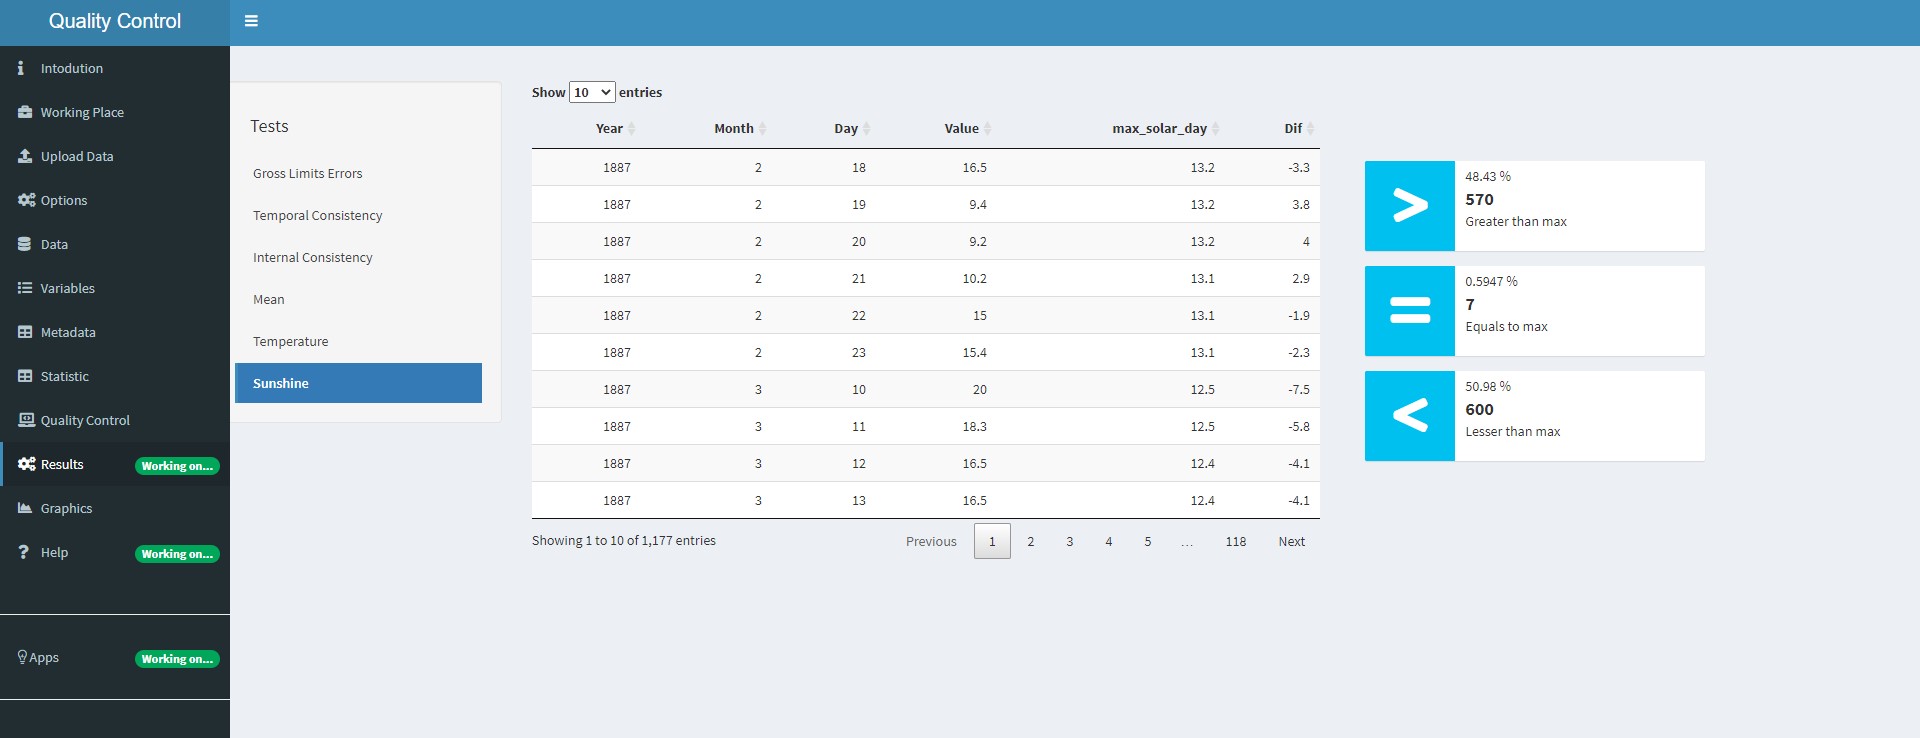 Quality Control
Intodution
Working Place
Upload Data
Options
Data
Variables
Metadata
Statistic
Quality Control
Results Working on...
Graphics
Help Working on...
Apps Working on...
Tests
Gross Limits Errors
Temporal Consistency
Internal Consistency
Mean
Temperature
Sunshine
Show 10 entries
Year Month Day Value max_solar_day Dif
1887 2 18 16.5 13.2 -3.3
1887 2 19 9.4 13.2 3.8
1887 2 20 9.2 13.2 4
1887 2 21 10.2 13.1 2.9
1887 2 22 15 13.1 -1.9
1887 2 23 15.4 13.1 -2.3
1887 3 10 20 12.5 -7.5
1887 3 11 18.3 12.5 -5.8
1887 3 12 16.5 12.4 -4.1
1887 3 13 16.5 12.4 -4.1
Showing 1 to 10 of 1,177 entries Previous 1 2 3 4 5 … 118 Next
>
48.43 %
570
Greater than max
=
0.5947 %
7
Equals to max
<
50.98 %
600
Lesser than max